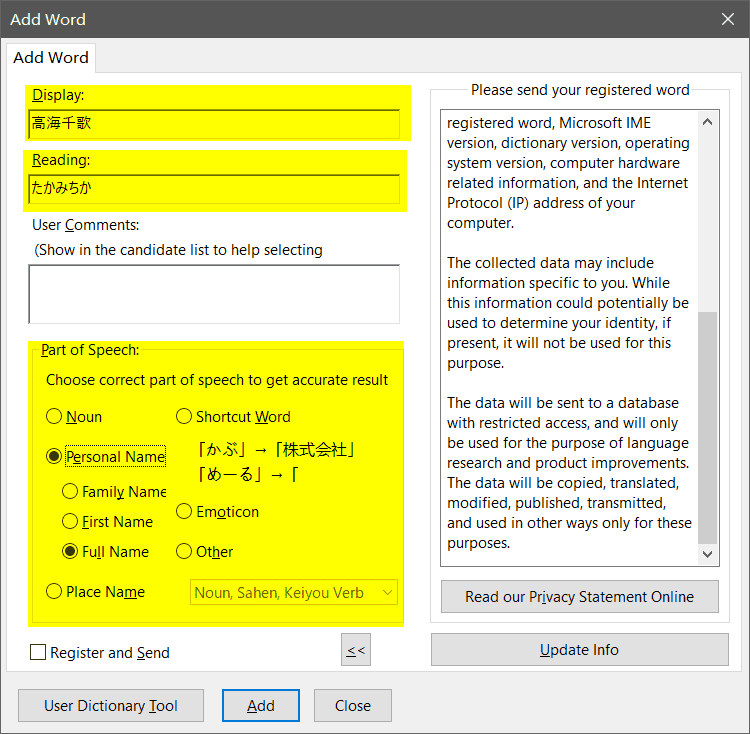 Add Word
Add Word
Display:
高海千歌
Reading:
たかみちか
User Comments:
(Show in the candidate list to help selecting
Part of Speech:
Choose correct part of speech to get accurate result
Noun
Personal Name
Family Name
First Name
Full Name
Place Name
Shortcut Word
「かぶ」→「株式会社」
「めーる」→「
Emoticon
Other
Noun, Sahen, Keiyou Verb
Register and Send
<<
Please send your registered word
registered word, Microsoft IME
version, dictionary version, operating
system version, computer hardware
related information, and the Internet
Protocol (IP) address of your
computer.
The collected data may include
information specific to you. While
this information could potentially be
used to determine your identity, if
present, it will not be used for this
purpose.
The data will be sent to a database
with restricted access, and will only
be used for the purpose of language
research and product improvements.
The data will be copied, translated,
modified, published, transmitted,
and used in other ways only for these
purposes.
Read our Privacy Statement Online
Update Info
User Dictionary Tool
Add
Close